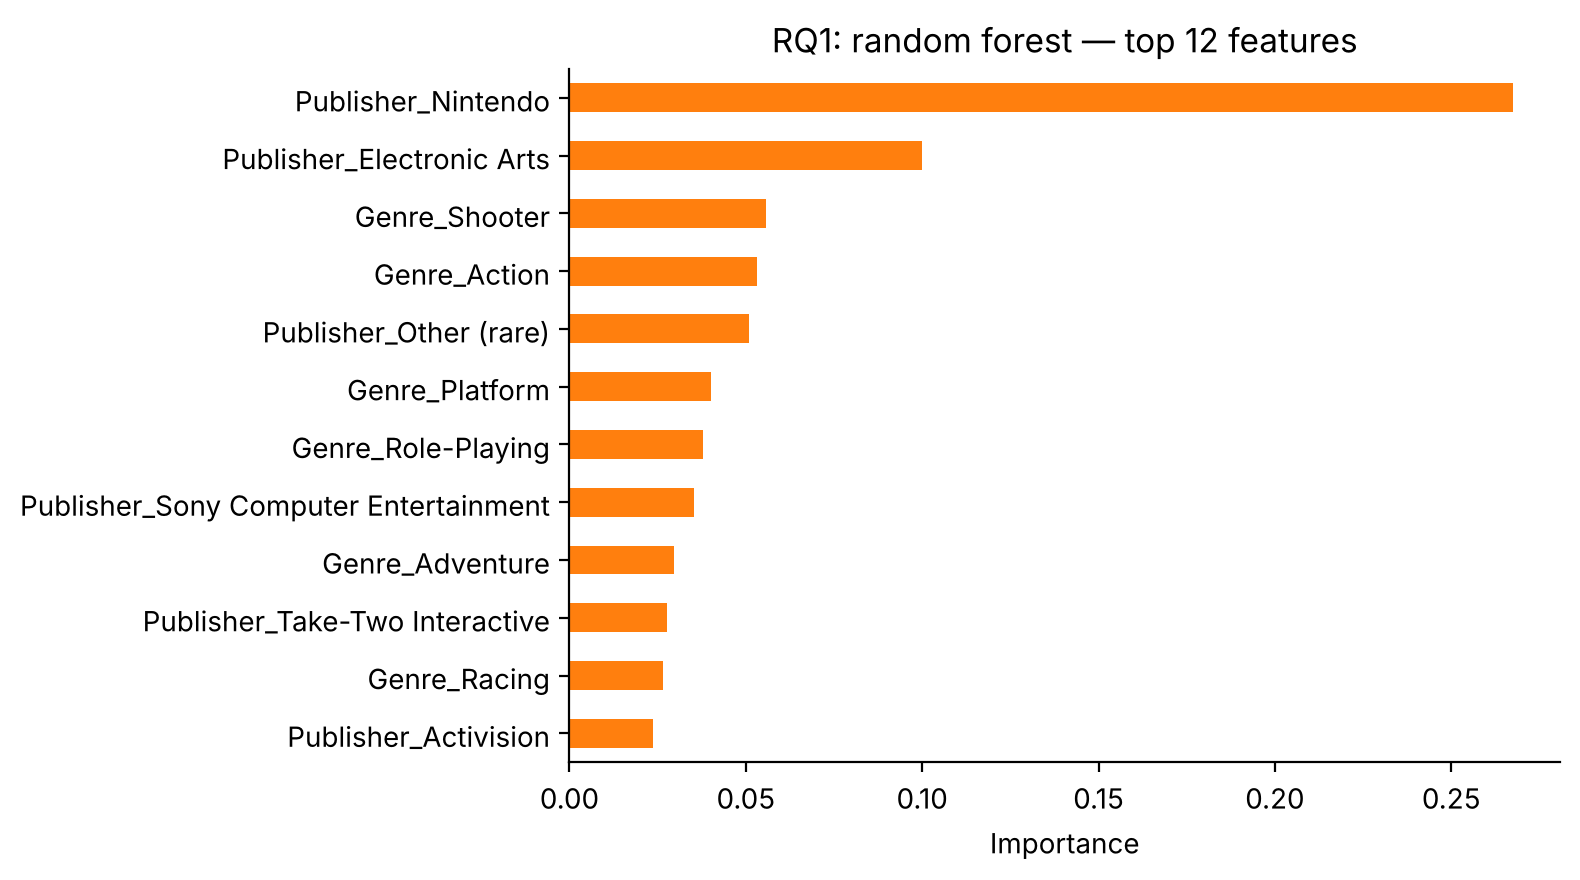 RQ1: random forest — top 12 features
Publisher_Nintendo
Publisher_Electronic Arts
Genre_Shooter
Genre_Action
Publisher_Other (rare)
Genre_Platform
Genre_Role-Playing
Publisher_Sony Computer Entertainment
Genre_Adventure
Publisher_Take-Two Interactive
Genre_Racing
Publisher_Activision
0.00 0.05 0.10 0.15 0.20 0.25
Importance